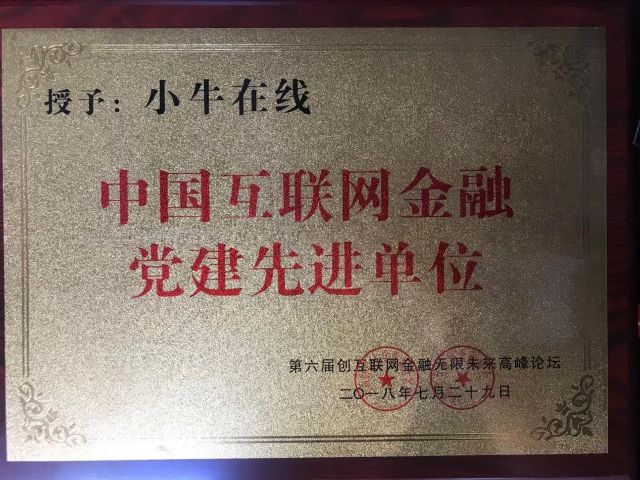 授予：小牛在线
中国互联网金融
党建先进单位
第六届创互联网金融无限未来高峰论坛
二〇一八年七月二十九日